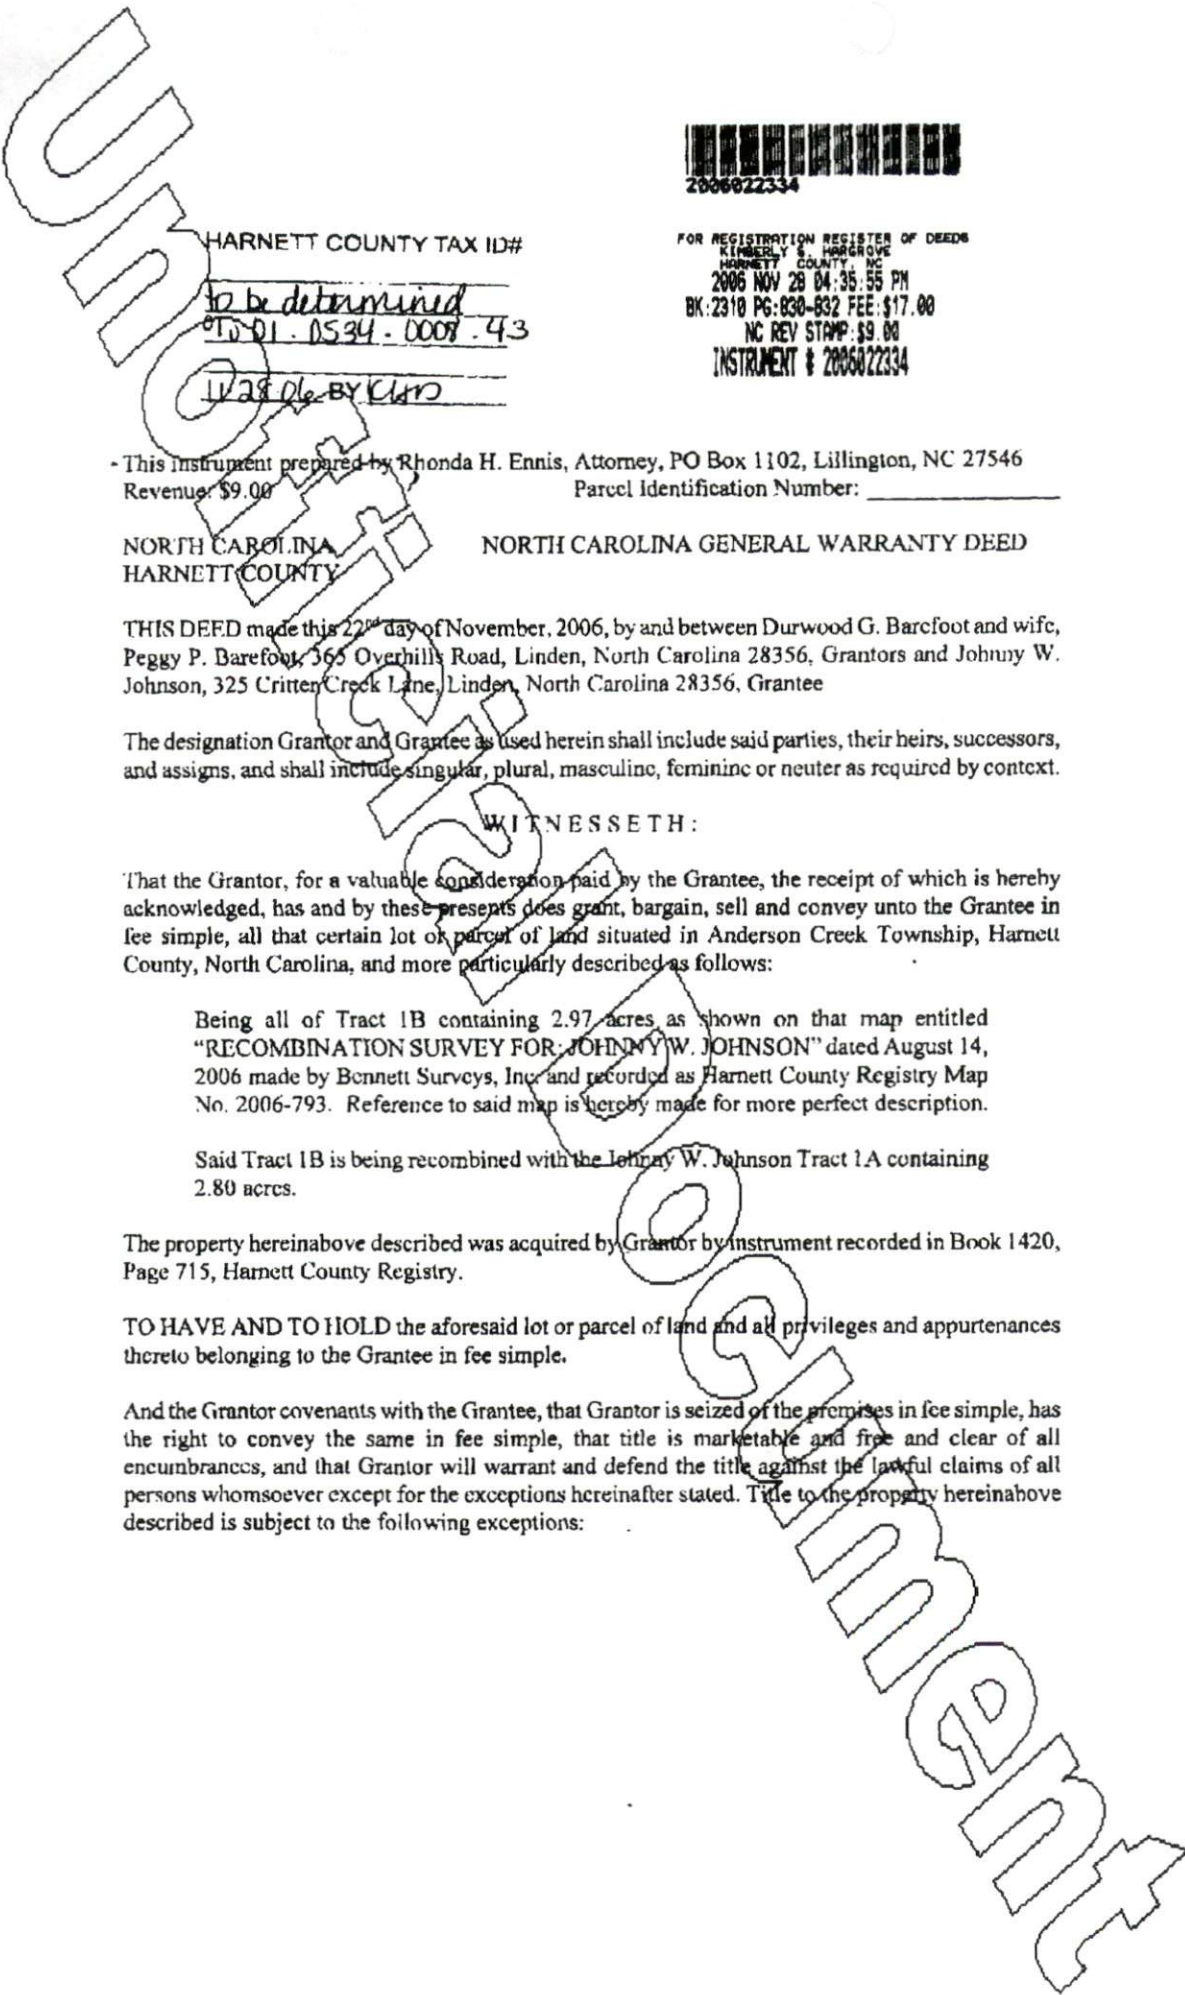 2006022334
HARNETT COUNTY TAX ID#
to be determined
01-0534-0008-43
11 28 06 BY
FOR REGISTRATION REGISTER OF DEEDS
KIMBERLY S. HARGROVE
HARNETT COUNTY, NC
2006 NOV 28 04:35:55 PM
BK:2310 PG:830-832 FEE:$17.00
NC REV STAMP:$9.00
INSTRUMENT # 2006022334
This Instrument prepared by Rhonda H. Ennis, Attorney, PO Box 1102, Lillington, NC 27546
Revenue: $9.00 Parcel Identification Number:
NORTH CAROLINA NORTH CAROLINA GENERAL WARRANTY DEED
HARNETT COUNTY
THIS DEED made this 22nd day of November, 2006, by and between Durwood G. Barefoot and wife,
Peggy P. Barefoot, 365 Overhills Road, Linden, North Carolina 28356, Grantors and Johnny W.
Johnson, 325 Critter Creek Lane, Linden, North Carolina 28356, Grantee
The designation Grantor and Grantee as used herein shall include said parties, their heirs, successors,
and assigns, and shall include singular, plural, masculine, feminine or neuter as required by context.
WITNESSETH:
That the Grantor, for a valuable consideration paid by the Grantee, the receipt of which is hereby
acknowledged, has and by these presents does grant, bargain, sell and convey unto the Grantee in
fee simple, all that certain lot or parcel of land situated in Anderson Creek Township, Harnett
County, North Carolina, and more particularly described as follows:
Being all of Tract 1B containing 2.97 acres as shown on that map entitled
“RECOMBINATION SURVEY FOR: JOHNNY W. JOHNSON” dated August 14,
2006 made by Bennett Surveys, Inc. and recorded as Harnett County Registry Map
No. 2006-793. Reference to said map is hereby made for more perfect description.
Said Tract 1B is being recombined with the Johnny W. Johnson Tract 1A containing
2.80 acres.
The property hereinabove described was acquired by Grantor by instrument recorded in Book 1420,
Page 715, Harnett County Registry.
TO HAVE AND TO HOLD the aforesaid lot or parcel of land and all privileges and appurtenances
thereto belonging to the Grantee in fee simple.
And the Grantor covenants with the Grantee, that Grantor is seized of the premises in fee simple, has
the right to convey the same in fee simple, that title is marketable and free and clear of all
encumbrances, and that Grantor will warrant and defend the title against the lawful claims of all
persons whomsoever except for the exceptions hereinafter stated. Title to the property hereinabove
described is subject to the following exceptions:
Unofficial Document